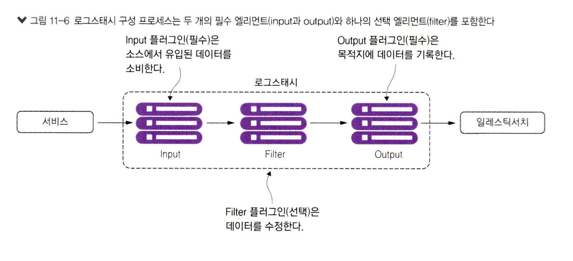 ▼ 그림 11-6 로그스태시 구성 프로세스는 두 개의 필수 엘리먼트(input과 output)와 하나의 선택 엘리먼트(filter)를 포함한다
Input 플러그인(필수)은
소스에서 유입된 데이터를
소비한다.
Output 플러그인(필수)은
목적지에 데이터를 기록한다.
로그스태시
서비스
Input
Filter
Output
일레스틱서치
Filter 플러그인(선택)은
데이터를 수정한다.